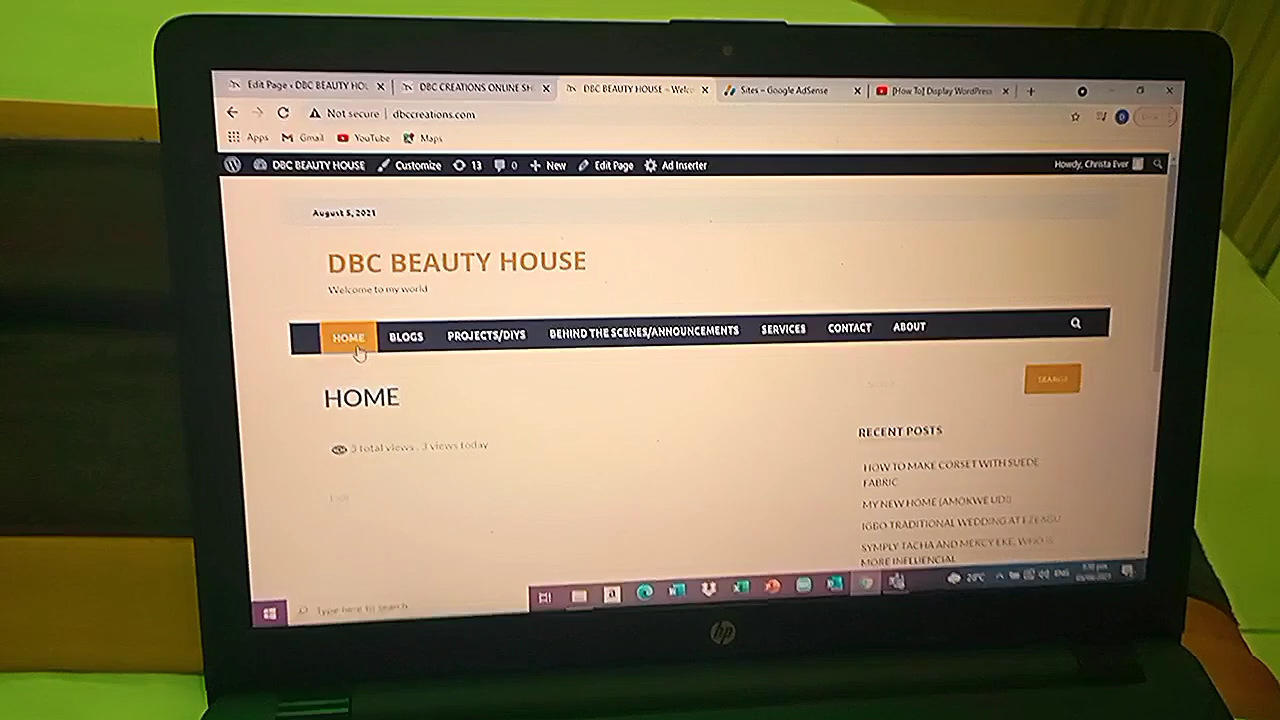 Edit Page ‹ DBC BEAUTY HOU
DBC CREATIONS ONLINE SH
DBC BEAUTY HOUSE – Welc
Sites – Google AdSense
[How To] Display WordPress
Not secure | dbccreations.com
Apps Gmail YouTube Maps
DBC BEAUTY HOUSE Customize 13 0 New Edit Page Ad Inserter Howdy, Christa Ever
August 5, 2021
DBC BEAUTY HOUSE
Welcome to my world
HOME BLOGS PROJECTS/DIYS BEHIND THE SCENES/ANNOUNCEMENTS SERVICES CONTACT ABOUT
HOME
SEARCH
3 total views , 3 views today
RECENT POSTS
HOW TO MAKE CORSET WITH SUEDE
FABRIC
MY NEW HOME (AMOKWE UDI)
IGBO TRADITIONAL WEDDING AT EZEAGU
SYMPLY TACHA AND MERCY EKE, WHO IS
MORE INFLUENCIAL
Type here to search
26°C ENG
hp